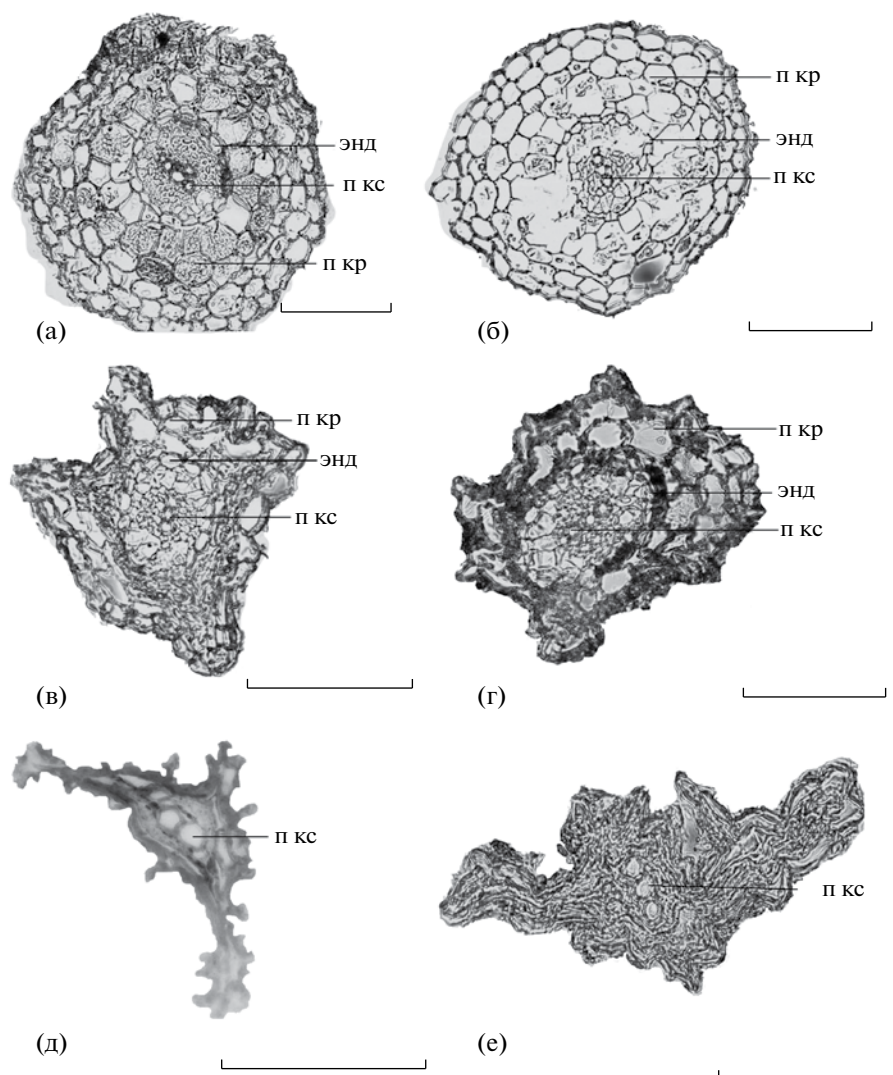 энд
п кс
п кр
(а)
п кр
энд
п кс
(б)
п кр
энд
п кс
(в)
п кр
энд
п кс
(г)
п кс
(д)
п кс
(е)